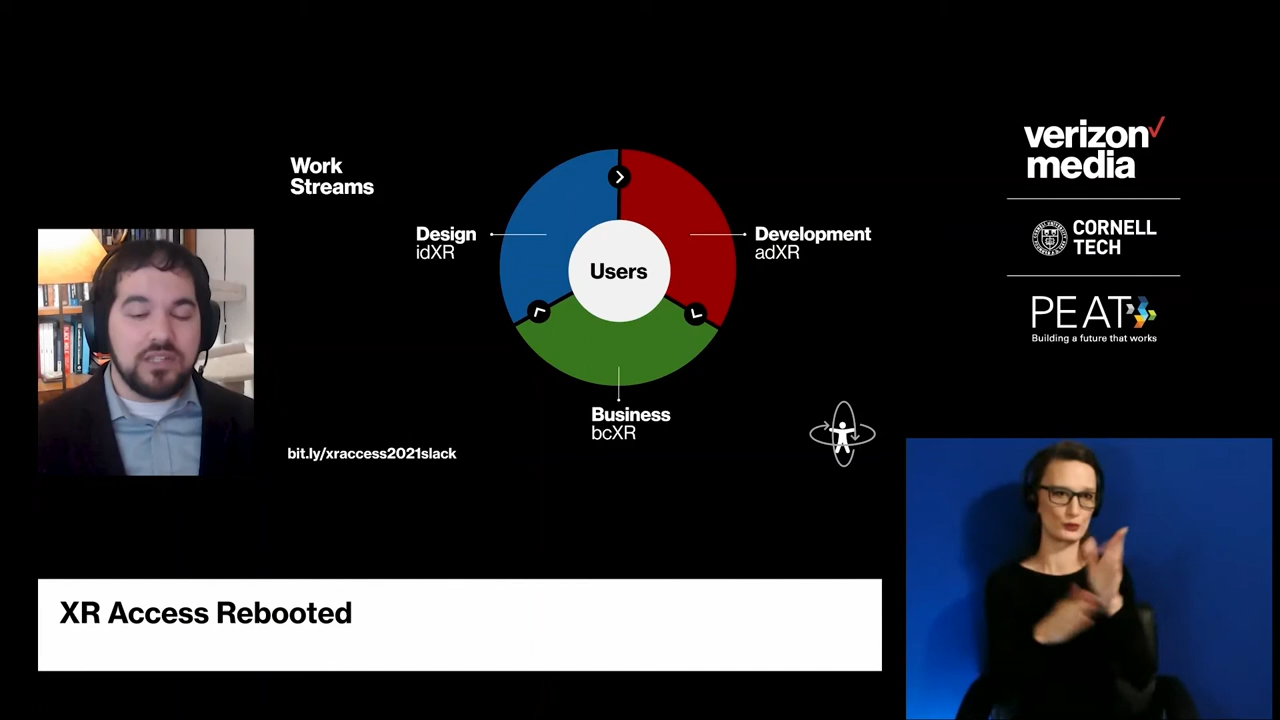 Work
Streams
Design
idXR
Users
Development
adXR
Business
bcXR
bit.ly/xraccess2021slack
verizon
media
CORNELL
TECH
PEAT
Building a future that works
XR Access Rebooted